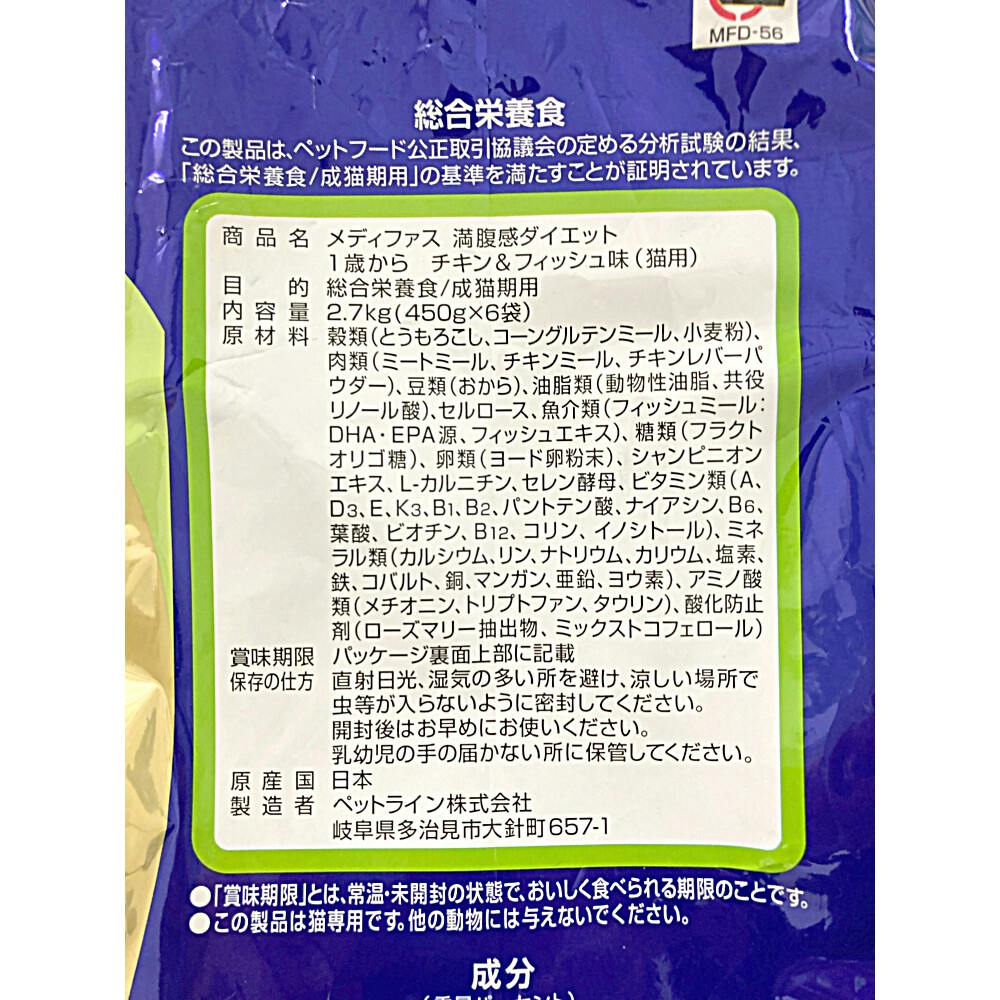 MFD-56
総合栄養食
この製品は、ペットフード公正取引協議会の定める分析試験の結果、
「総合栄養食/成猫期用」の基準を満たすことが証明されています。
商品名 メディファス 満腹感ダイエット
1歳から チキン&フィッシュ味(猫用)
目的 総合栄養食/成猫期用
内容量 2.7kg(450g×6袋)
原材料 穀類(とうもろこし、コーングルテンミール、小麦粉)、
肉類(ミートミール、チキンミール、チキンレバーパ
ウダー)、豆類(おから)、油脂類(動物性油脂、共役
リノール酸)、セルロース、魚介類(フィッシュミール:
DHA・EPA源、フィッシュエキス)、糖類(フラクト
オリゴ糖)、卵類(ヨード卵粉末)、シャンピニオン
エキス、L-カルニチン、セレン酵母、ビタミン類(A、
D3、E、K3、B1、B2、パントテン酸、ナイアシン、B6、
葉酸、ビオチン、B12、コリン、イノシトール)、ミネ
ラル類(カルシウム、リン、ナトリウム、カリウム、塩素、
鉄、コバルト、銅、マンガン、亜鉛、ヨウ素)、アミノ酸
類(メチオニン、トリプトファン、タウリン)、酸化防止
剤(ローズマリー抽出物、ミックストコフェロール)
賞味期限 パッケージ裏面上部に記載
保存の仕方 直射日光、湿気の多い所を避け、涼しい場所で
虫等が入らないように密封してください。
開封後はお早めにお使いください。
乳幼児の手の届かない所に保管してください。
原産国 日本
製造者 ペットライン株式会社
岐阜県多治見市大針町657-1
●「賞味期限」とは、常温・未開封の状態で、おいしく食べられる期限のことです。
●この製品は猫専用です。他の動物には与えないでください。
成分